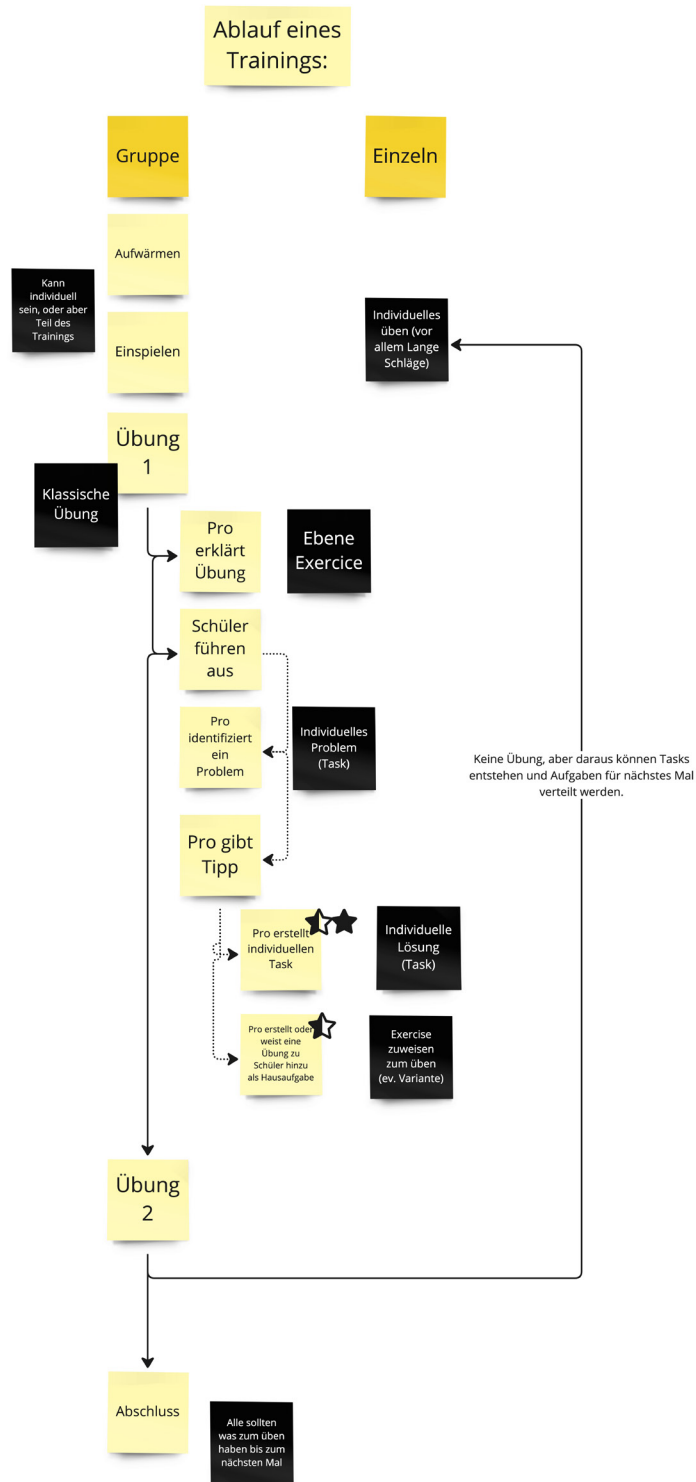 Ablauf eines
Trainings:
Gruppe
Einzeln
Aufwärmen
Kann
individuell
sein, oder aber
Teil des
Trainings
Einspielen
Individuelles
üben (vor
allem Lange
Schläge)
Übung
1
Klassische
Übung
Pro
erklärt
Übung
Ebene
Exercice
Schüler
führen
aus
Pro
identifiziert
ein
Problem
Individuelles
Problem
(Task)
Keine Übung, aber daraus können Tasks
entstehen und Aufgaben für nächstes Mal
verteilt werden.
Pro gibt
Tipp
Pro erstellt
individuellen
Task
Individuelle
Lösung
(Task)
Pro erstellt oder
weist eine
Übung zu
Schüler hinzu
als Hausaufgabe
Exercise
zuweisen
zum üben
(ev. Variante)
Übung
2
Abschluss
Alle sollten
was zum üben
haben bis zum
nächsten Mal